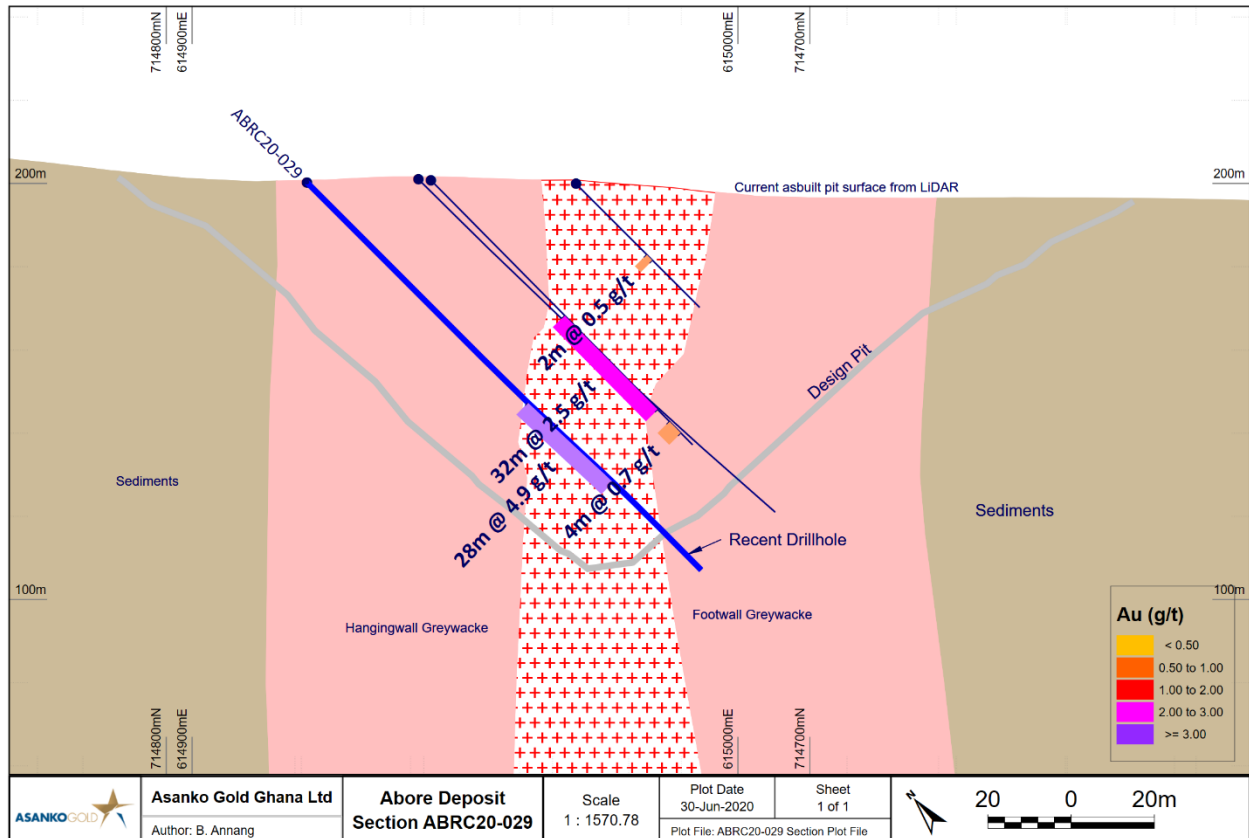 714800mN
614900mE
615000mE
714700mN
ABRC20-029
200m
Current asbuilt pit surface from LiDAR
200m
2m @ 0.5 g/t
32m @ 2.5 g/t
28m @ 4.9 g/t
4m @ 0.7 g/t
Design Pit
Sediments
Sediments
Recent Drillhole
100m
100m
Hangingwall Greywacke
Footwall Greywacke
Au (g/t)
< 0.50
0.50 to 1.00
1.00 to 2.00
2.00 to 3.00
>= 3.00
714800mN
614900mE
615000mE
714700mN
ASANKOGOLD
Asanko Gold Ghana Ltd
Author: B. Annang
Abore Deposit
Section ABRC20-029
Scale
1 : 1570.78
Plot Date
30-Jun-2020
Sheet
1 of 1
Plot File: ABRC20-029 Section Plot File
N
20 0 20m